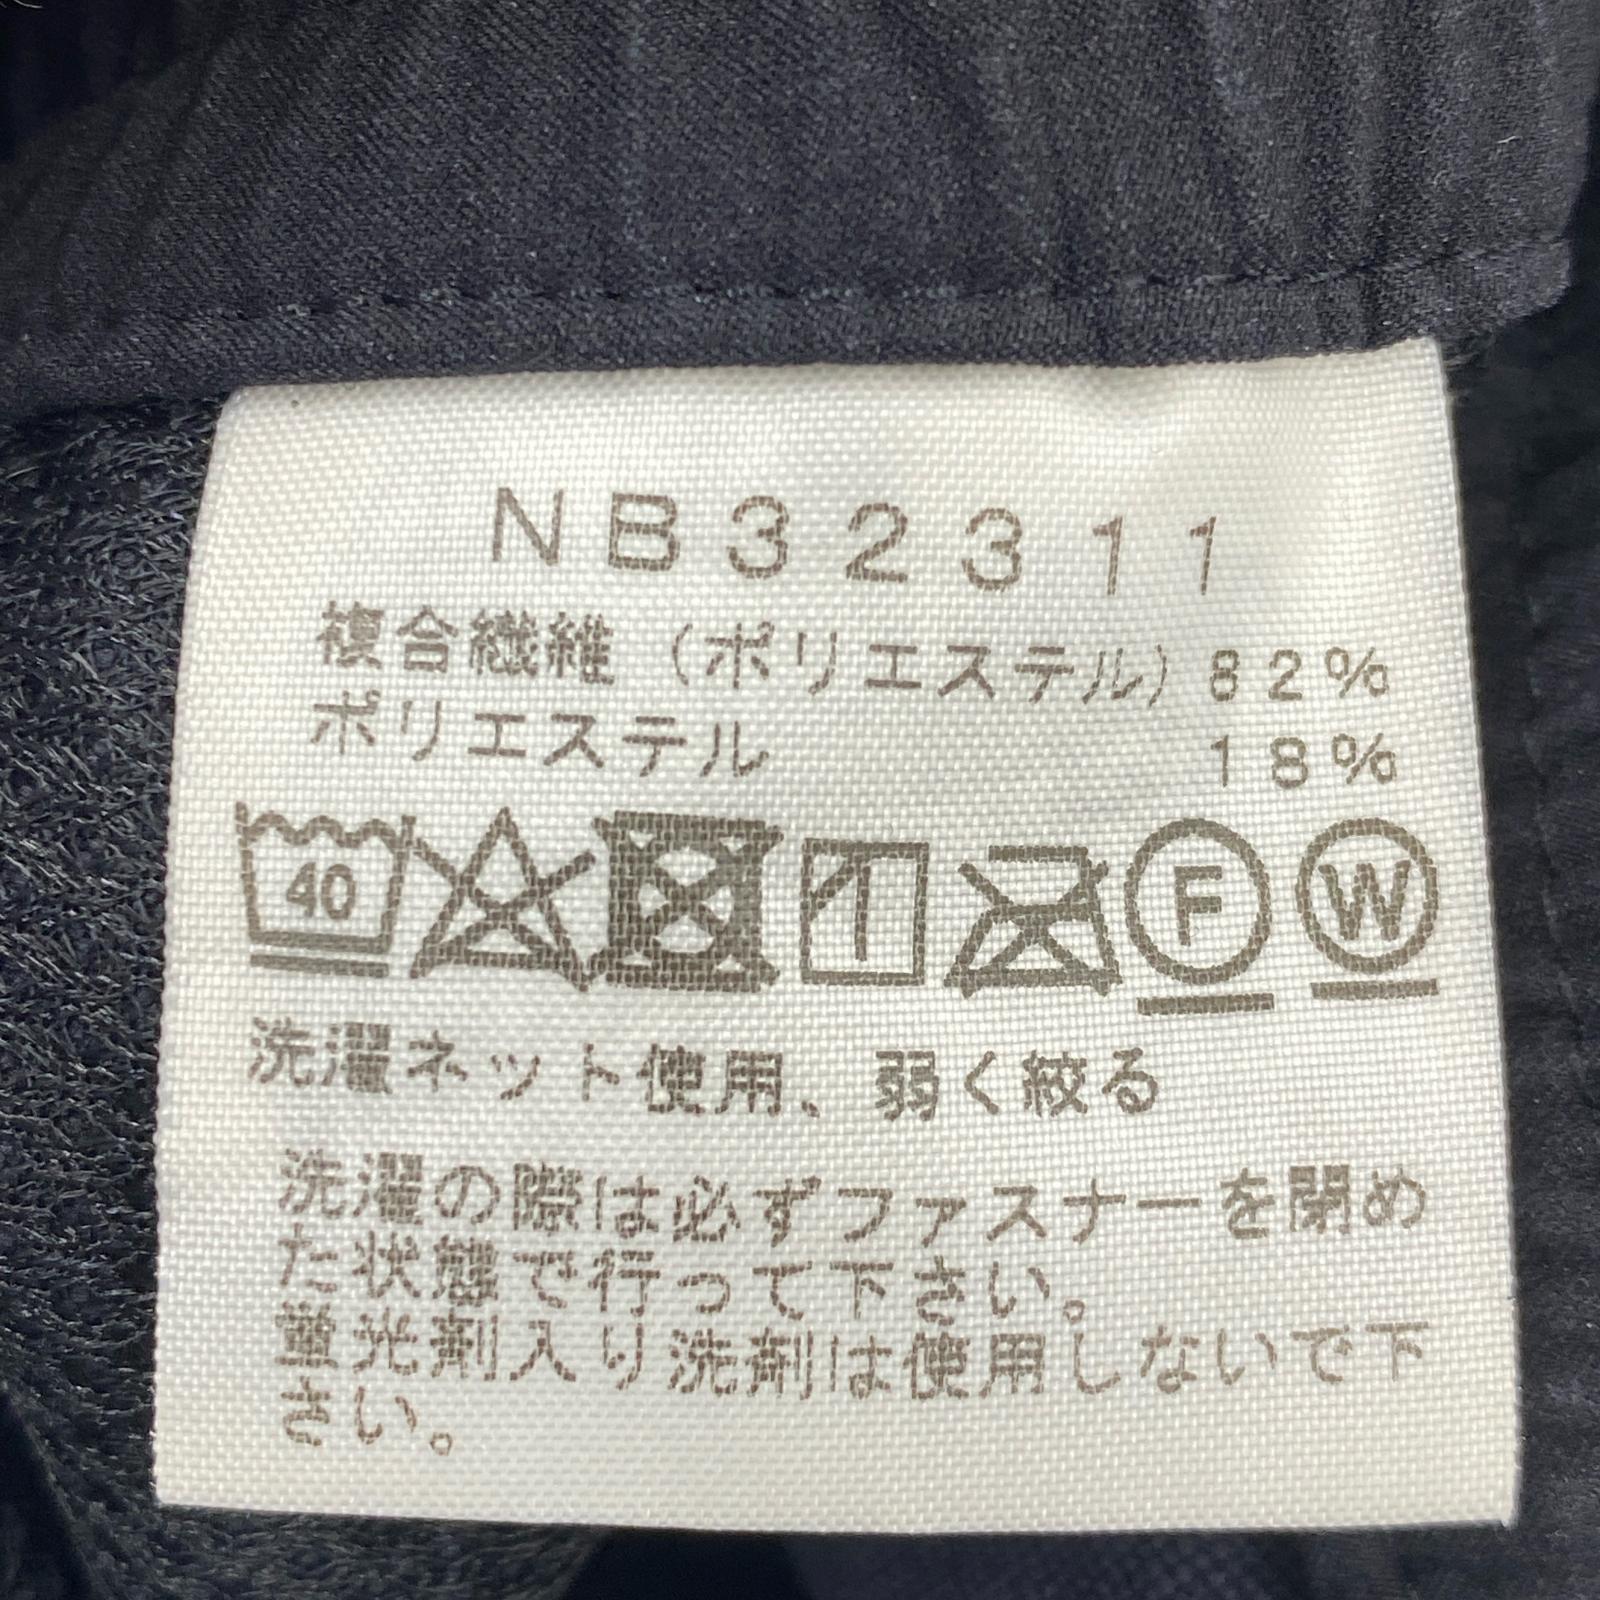 NB32311
複合繊維（ポリエステル）82%
ポリエステル 18%
40 F W
洗濯ネット使用、弱く絞る
洗濯の際は必ずファスナーを閉め
た状態で行って下さい。
蛍光剤入り洗剤は使用しないで下
さい。